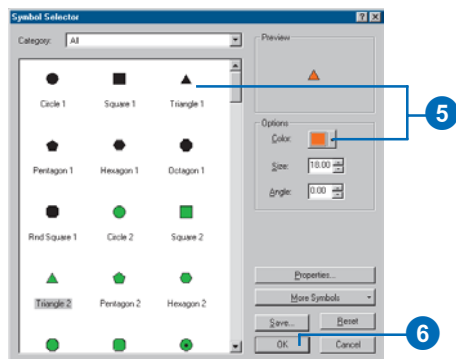 Symbol Selector
Category: All
Circle 1 Square 1 Triangle 1
Pentagon 1 Hexagon 1 Octagon 1
Rnd Square 1 Circle 2 Square 2
Triangle 2 Pentagon 2 Hexagon 2
Preview
Options
Color:
Size: 18.00
Angle: 0.00
Properties...
More Symbols
Save... Reset
OK Cancel
5
6